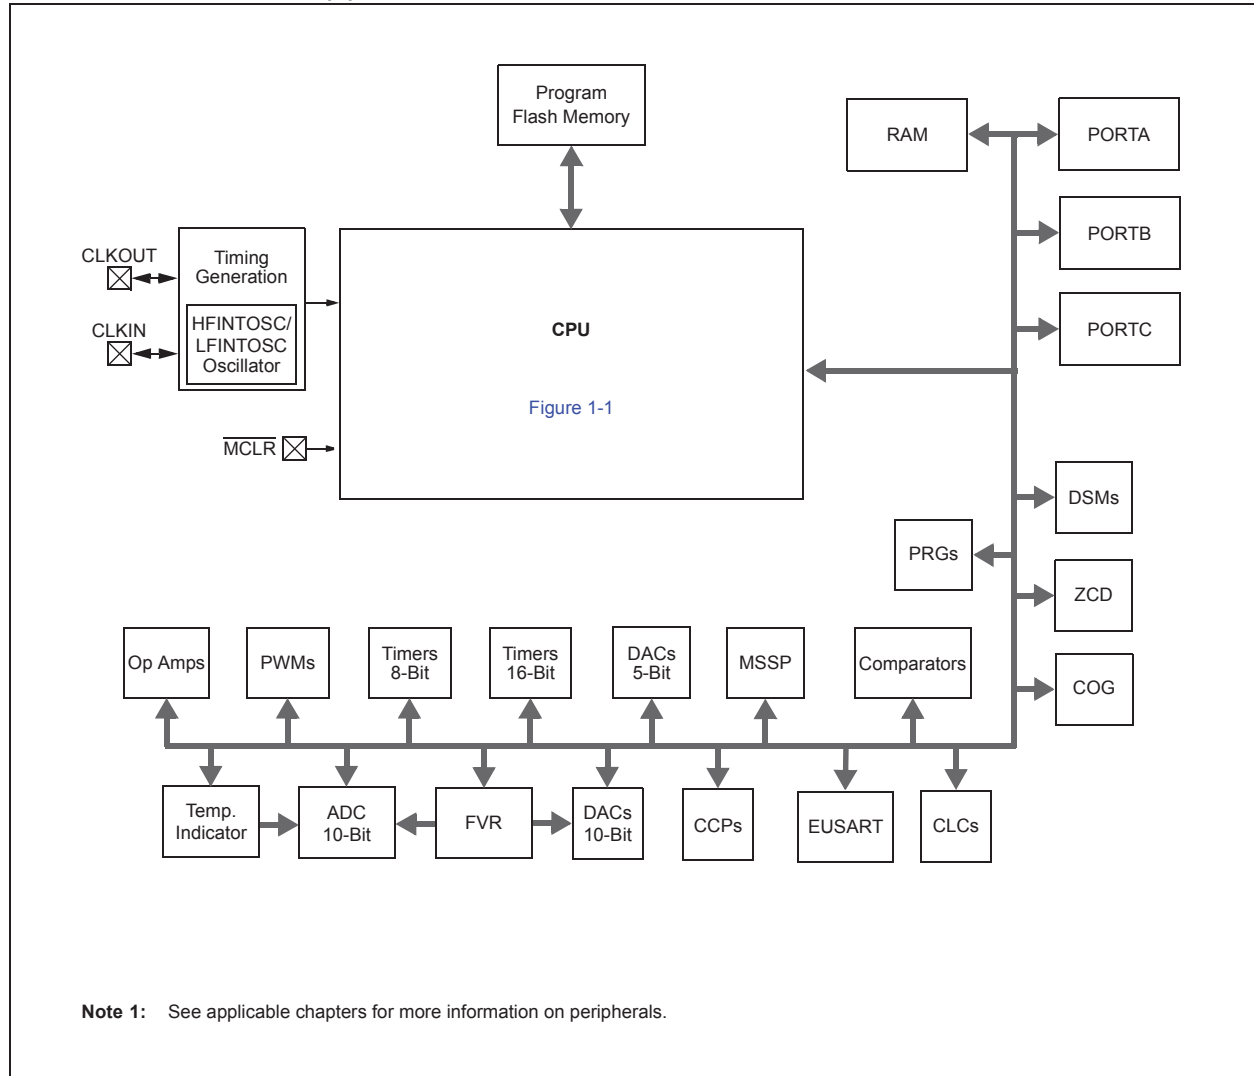 Program
Flash Memory
RAM
PORTA
PORTB
PORTC
CLKOUT
CLKIN
Timing
Generation
HFINTOSC/
LFINTOSC
Oscillator
MCLR
CPU
Figure 1-1
DSMs
PRGs
ZCD
COG
Op Amps
PWMs
Timers
8-Bit
Timers
16-Bit
DACs
5-Bit
MSSP
Comparators
Temp.
Indicator
ADC
10-Bit
FVR
DACs
10-Bit
CCPs
EUSART
CLCs
Note 1: See applicable chapters for more information on peripherals.